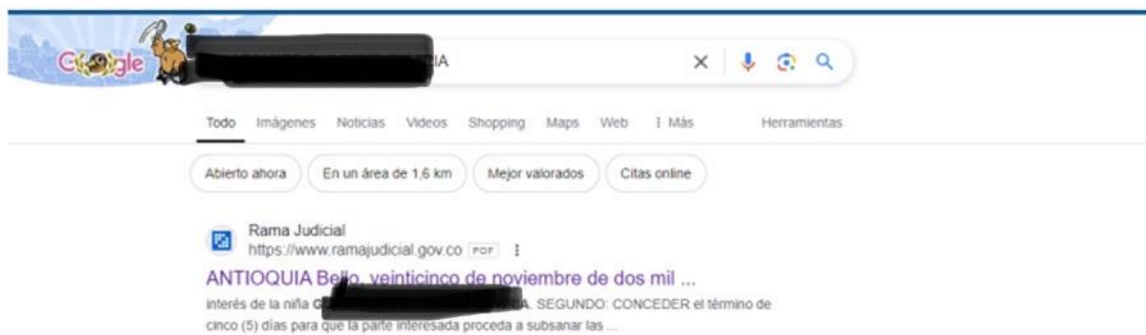 Google
IA
Todo Imágenes Noticias Videos Shopping Maps Web Más Herramientas
Abierto ahora En un área de 1,6 km Mejor valorados Citas online
Rama Judicial
https://www.ramajudicial.gov.co PDF
ANTIOQUIA Bello, veinticinco de noviembre de dos mil ...
interés de la niña G A. SEGUNDO: CONCEDER el término de
cinco (5) días para que la parte interesada proceda a subsanar las ...